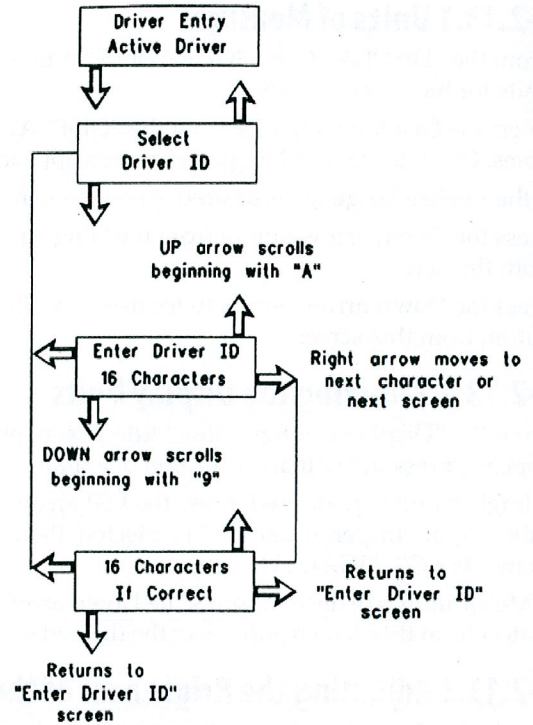 Driver Entry
Active Driver
Select
Driver ID
UP arrow scrolls
beginning with "A"
Enter Driver ID
16 Characters
Right arrow moves to
next character or
next screen
DOWN arrow scrolls
beginning with "9"
16 Characters
If Correct
Returns to
"Enter Driver ID"
screen
Returns to
"Enter Driver ID"
screen